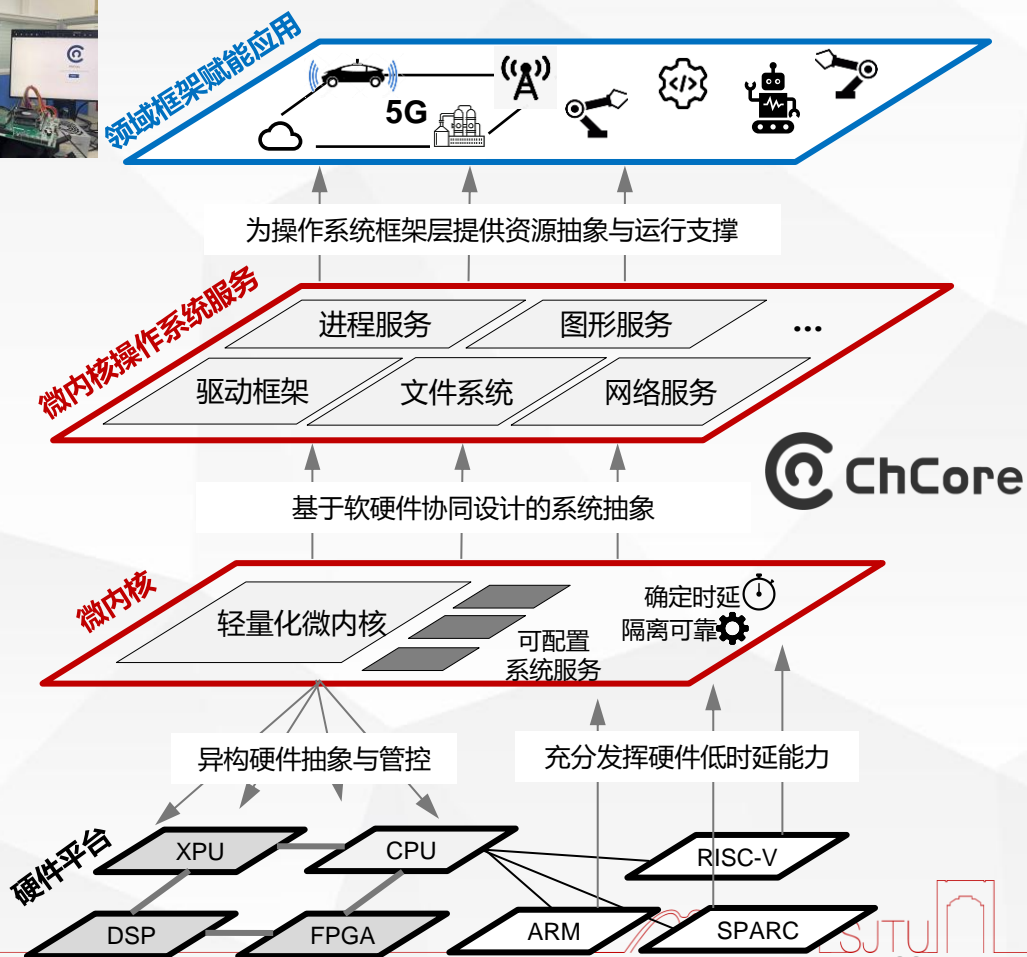 领域框架赋能应用
5G
为操作系统框架层提供资源抽象与运行支撑
微内核操作系统服务
进程服务
图形服务
...
驱动框架
文件系统
网络服务
ChCore
基于软硬件协同设计的系统抽象
微内核
轻量化微内核
确定时延
隔离可靠
可配置
系统服务
异构硬件抽象与管控
充分发挥硬件低时延能力
硬件平台
XPU
CPU
RISC-V
DSP
FPGA
ARM
SPARC
SJTU